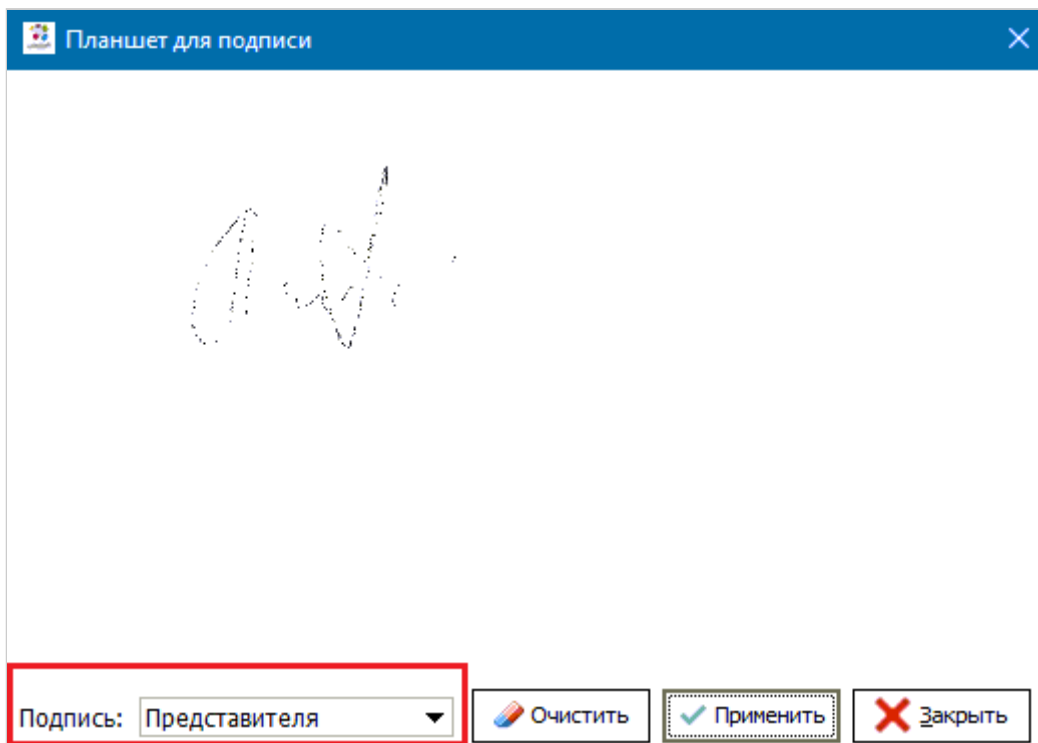 Планшет для подписи
Подпись: Представителя Очистить Применить Закрыть